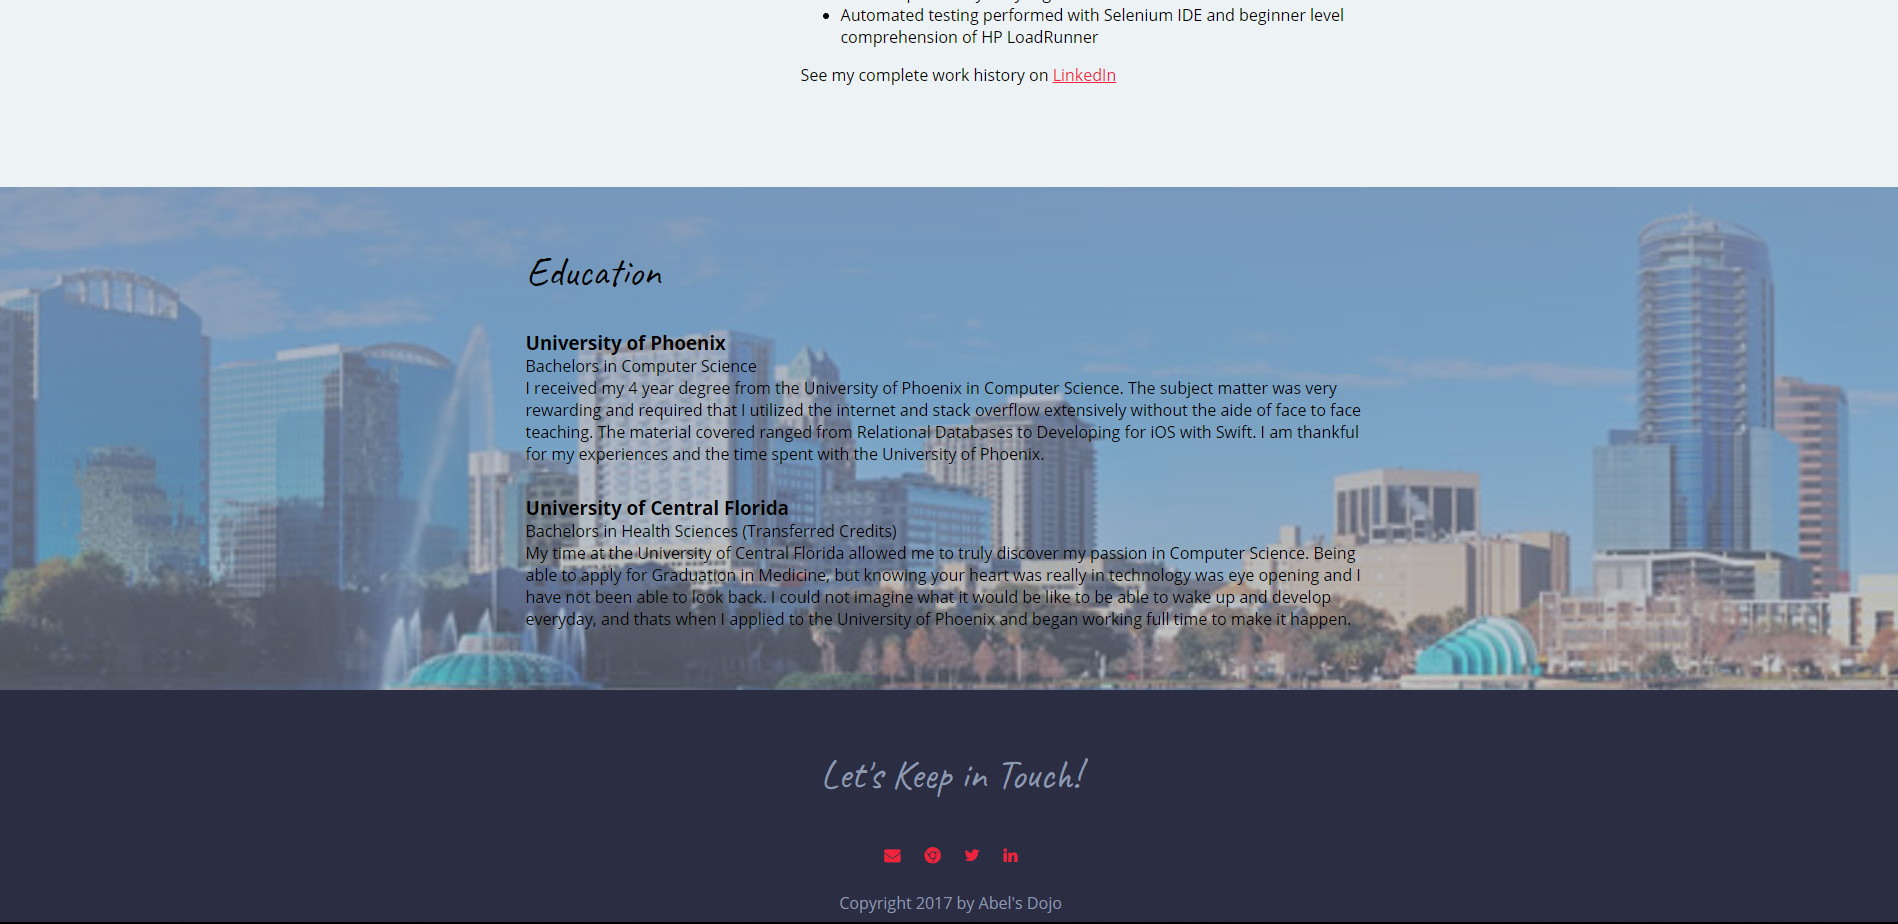 Automated testing performed with Selenium IDE and beginner level
comprehension of HP LoadRunner
See my complete work history on LinkedIn
Education
University of Phoenix
Bachelors in Computer Science
I received my 4 year degree from the University of Phoenix in Computer Science. The subject matter was very
rewarding and required that I utilized the internet and stack overflow extensively without the aide of face to face
teaching. The material covered ranged from Relational Databases to Developing for iOS with Swift. I am thankful
for my experiences and the time spent with the University of Phoenix.
University of Central Florida
Bachelors in Health Sciences (Transferred Credits)
My time at the University of Central Florida allowed me to truly discover my passion in Computer Science. Being
able to apply for Graduation in Medicine, but knowing your heart was really in technology was eye opening and I
have not been able to look back. I could not imagine what it would be like to be able to wake up and develop
everyday, and thats when I applied to the University of Phoenix and began working full time to make it happen.
Let's Keep in Touch!
in
Copyright 2017 by Abel's Dojo